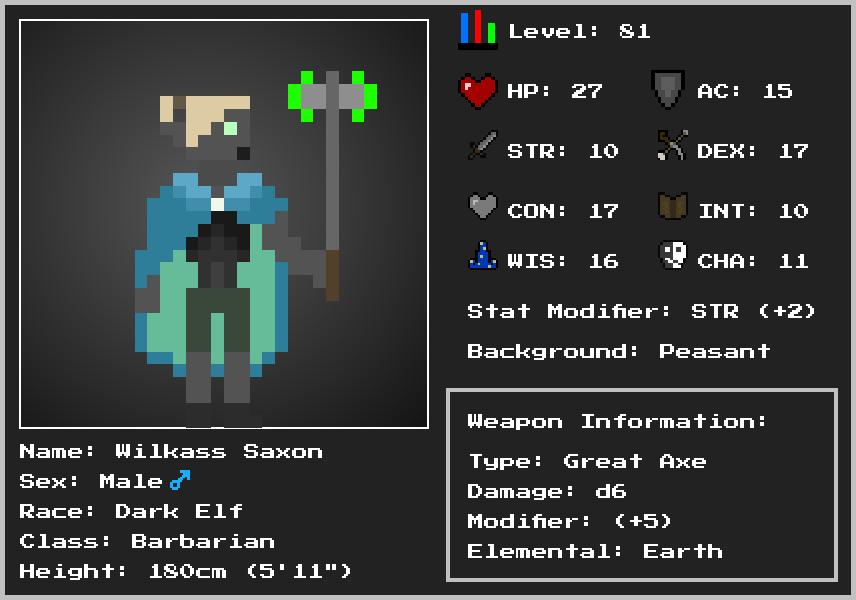 Level: 81
HP: 27 AC: 15
STR: 10 DEX: 17
CON: 17 INT: 10
WIS: 16 CHA: 11
Stat Modifier: STR (+2)
Background: Peasant
Weapon Information:
Type: Great Axe
Damage: d6
Modifier: (+5)
Elemental: Earth
Name: Wilkass Saxon
Sex: Male♂
Race: Dark Elf
Class: Barbarian
Height: 180cm (5'11")